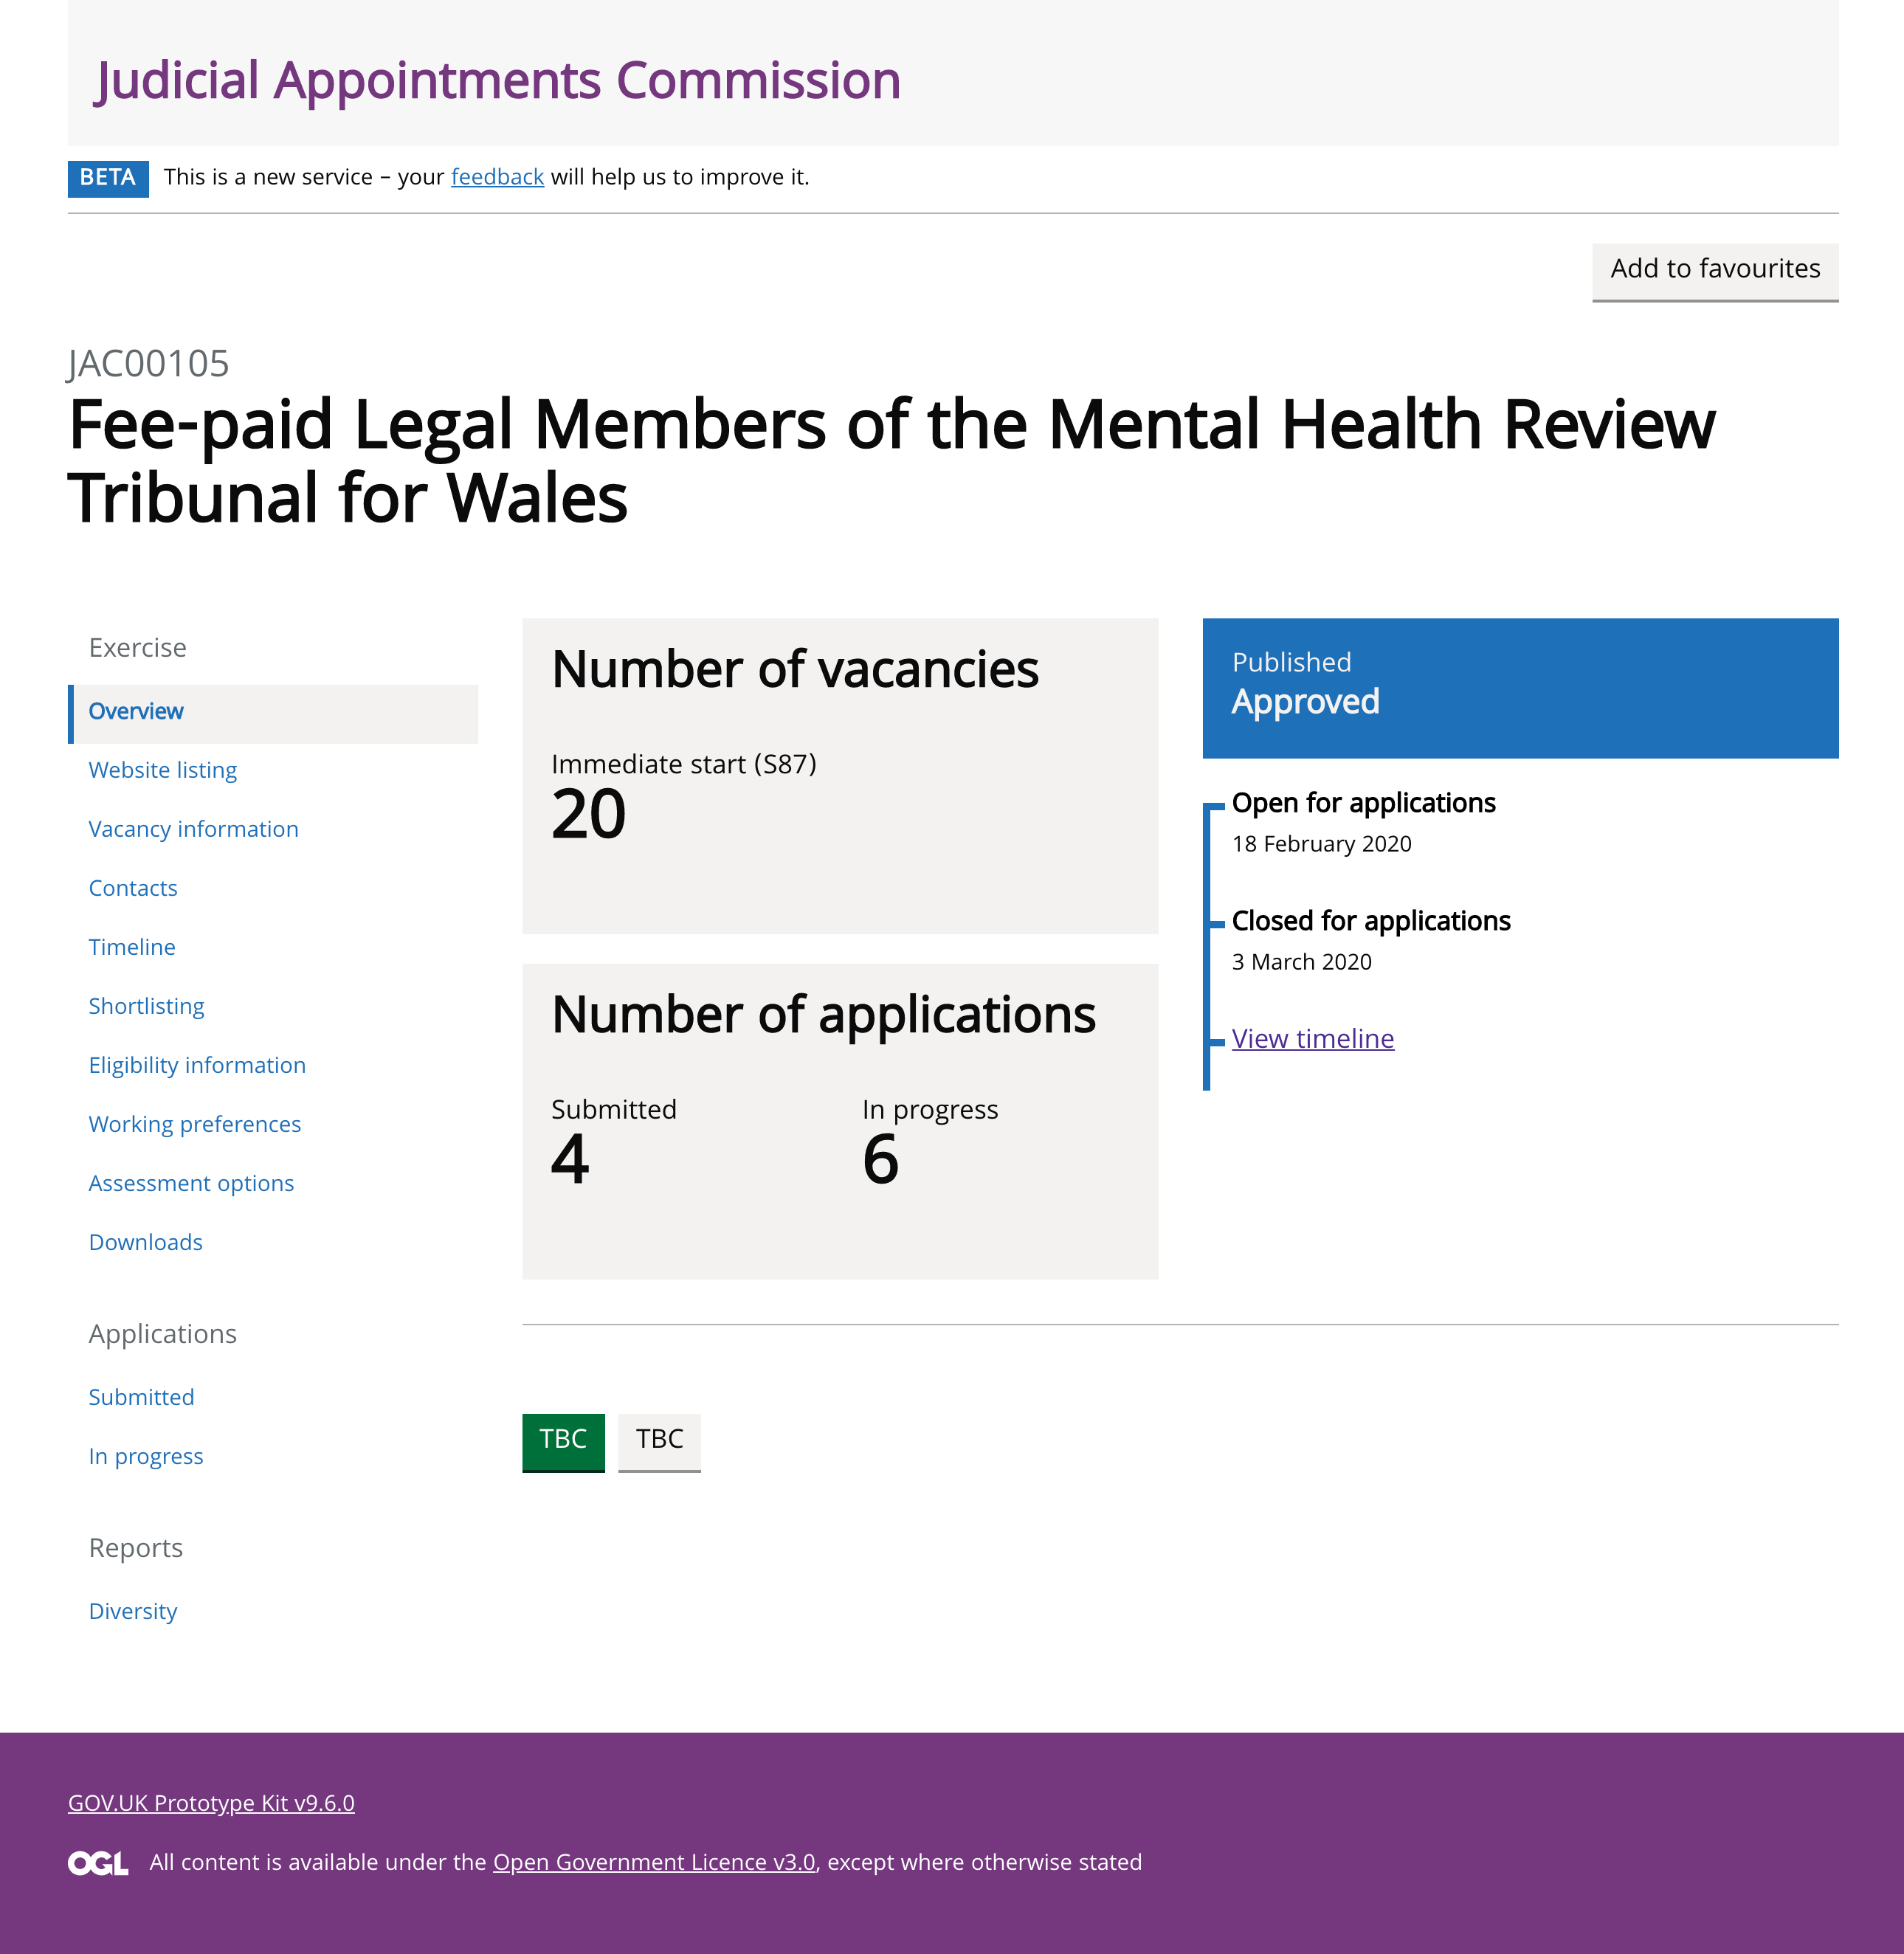 Judicial Appointments Commission
BETA This is a new service – your feedback will help us to improve it.
Add to favourites
JAC00105
Fee-paid Legal Members of the Mental Health Review
Tribunal for Wales
Exercise
Overview
Website listing
Vacancy information
Contacts
Timeline
Shortlisting
Eligibility information
Working preferences
Assessment options
Downloads
Applications
Submitted
In progress
Reports
Diversity
Number of vacancies
Immediate start (S87)
20
Number of applications
Submitted In progress
4 6
Published
Approved
Open for applications
18 February 2020
Closed for applications
3 March 2020
View timeline
TBC TBC
GOV.UK Prototype Kit v9.6.0
OGL All content is available under the Open Government Licence v3.0, except where otherwise stated